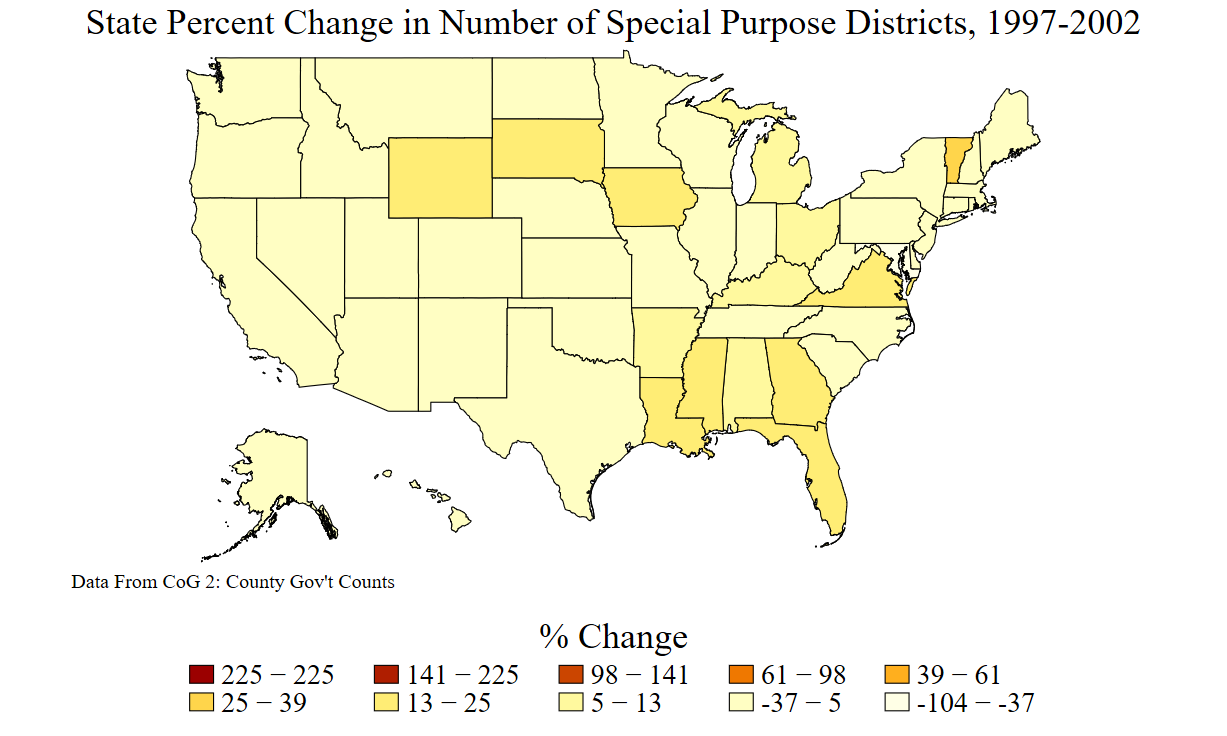 State Percent Change in Number of Special Purpose Districts, 1997-2002
Data From CoG 2: County Gov't Counts
% Change
225 − 225 141 − 225 98 − 141 61 − 98 39 − 61
25 − 39 13 − 25 5 − 13 -37 − 5 -104 − -37